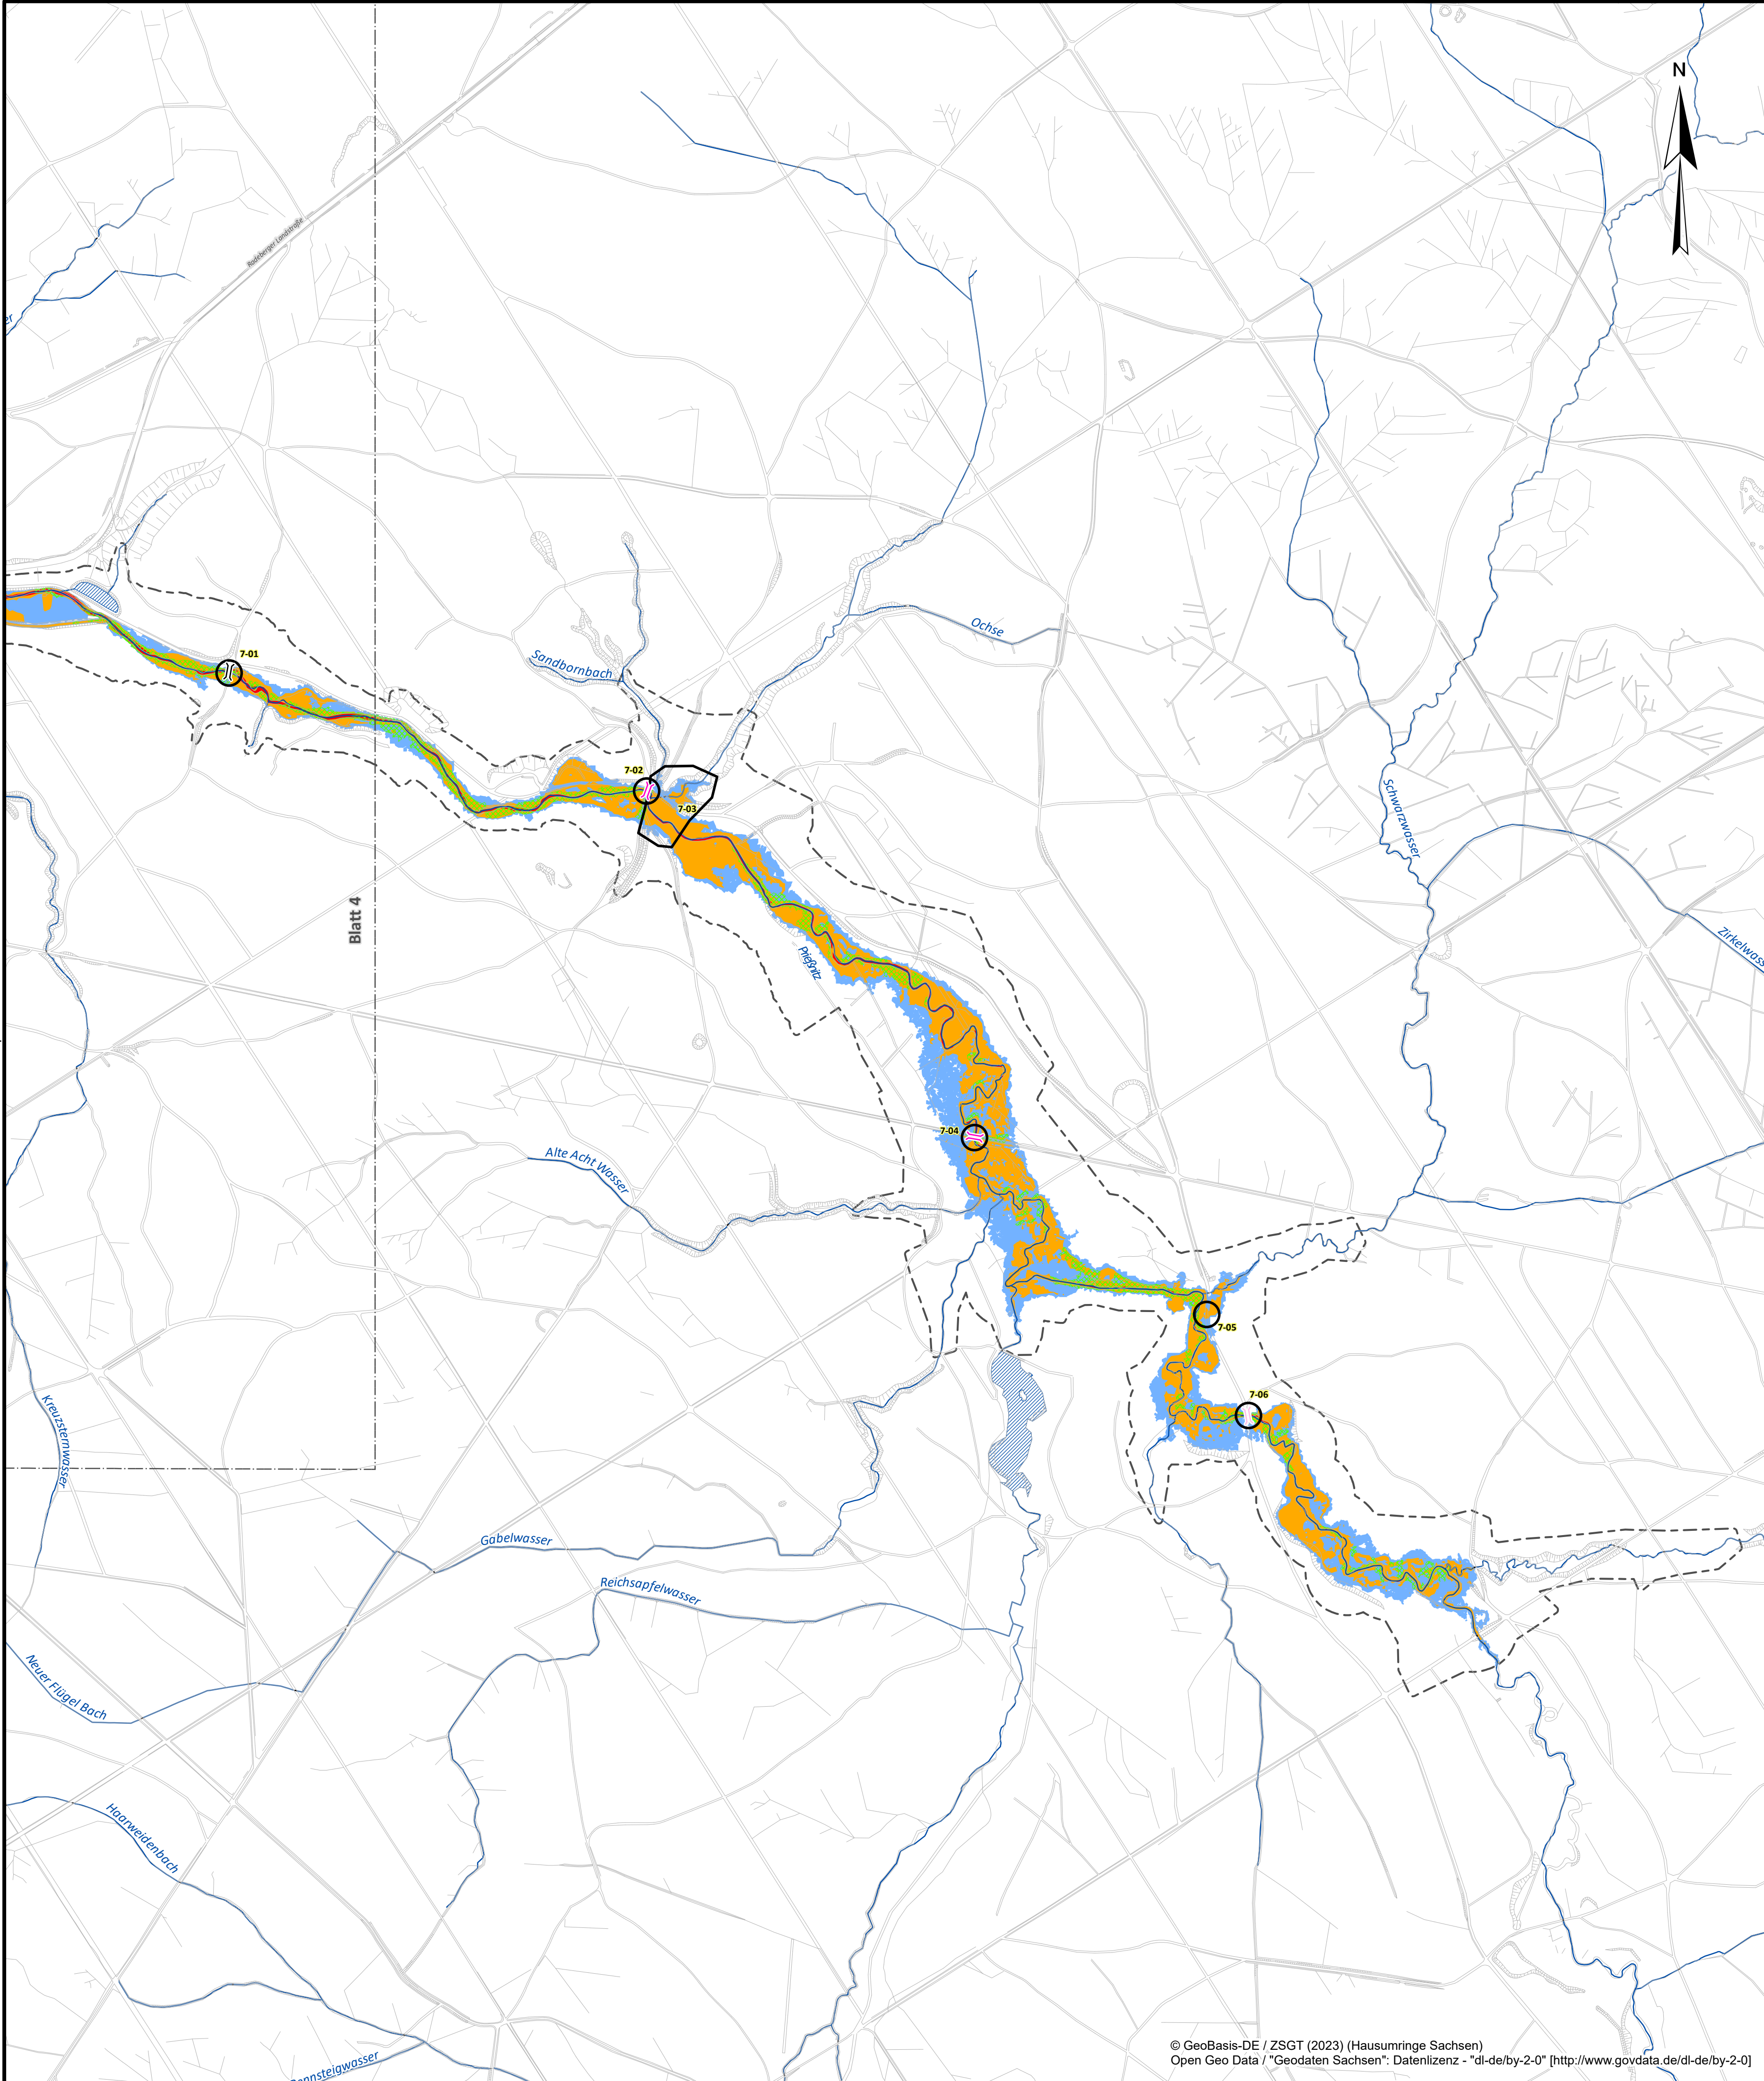 N
Radeberger Landstraße
er
7-01
Ochse
Sandbornbach
7-02
7-03
Schwarzwasser
Blatt 4
Prießnitz
Zirkelwass
7-04
Alte Acht Wasser
7-05
7-06
Kreuzsternwasser
Gabelwasser
Reichsapfelwasser
Neuer Flügel Bach
Haarweidenbach
nnsteigwasser
© GeoBasis-DE / ZSGT (2023) (Hausumringe Sachsen)
Open Geo Data / "Geodaten Sachsen": Datenlizenz - "dl-de/by-2-0" [http://www.govdata.de/dl-de/by-2-0]